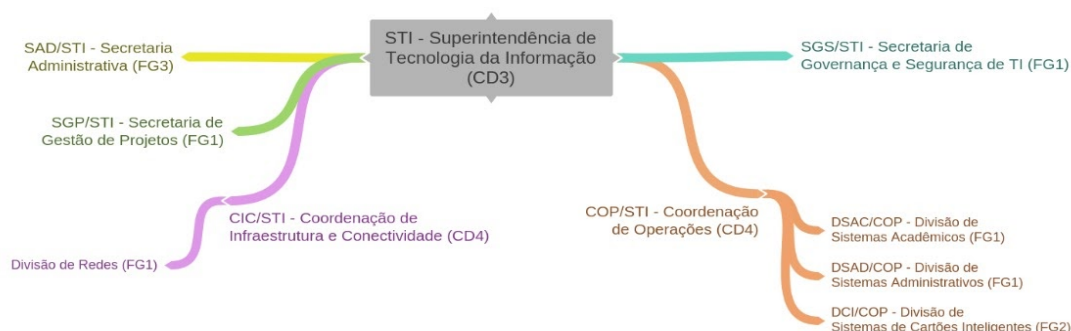 STI - Superintendência de
Tecnologia da Informação
(CD3)
SAD/STI - Secretaria
Administrativa (FG3)
SGP/STI - Secretaria de
Gestão de Projetos (FG1)
CIC/STI - Coordenação de
Infraestrutura e Conectividade (CD4)
Divisão de Redes (FG1)
SGS/STI - Secretaria de
Governança e Segurança de TI (FG1)
COP/STI - Coordenação
de Operações (CD4)
DSAC/COP - Divisão de
Sistemas Acadêmicos (FG1)
DSAD/COP - Divisão de
Sistemas Administrativos (FG1)
DCI/COP - Divisão de
Sistemas de Cartões Inteligentes (FG2)